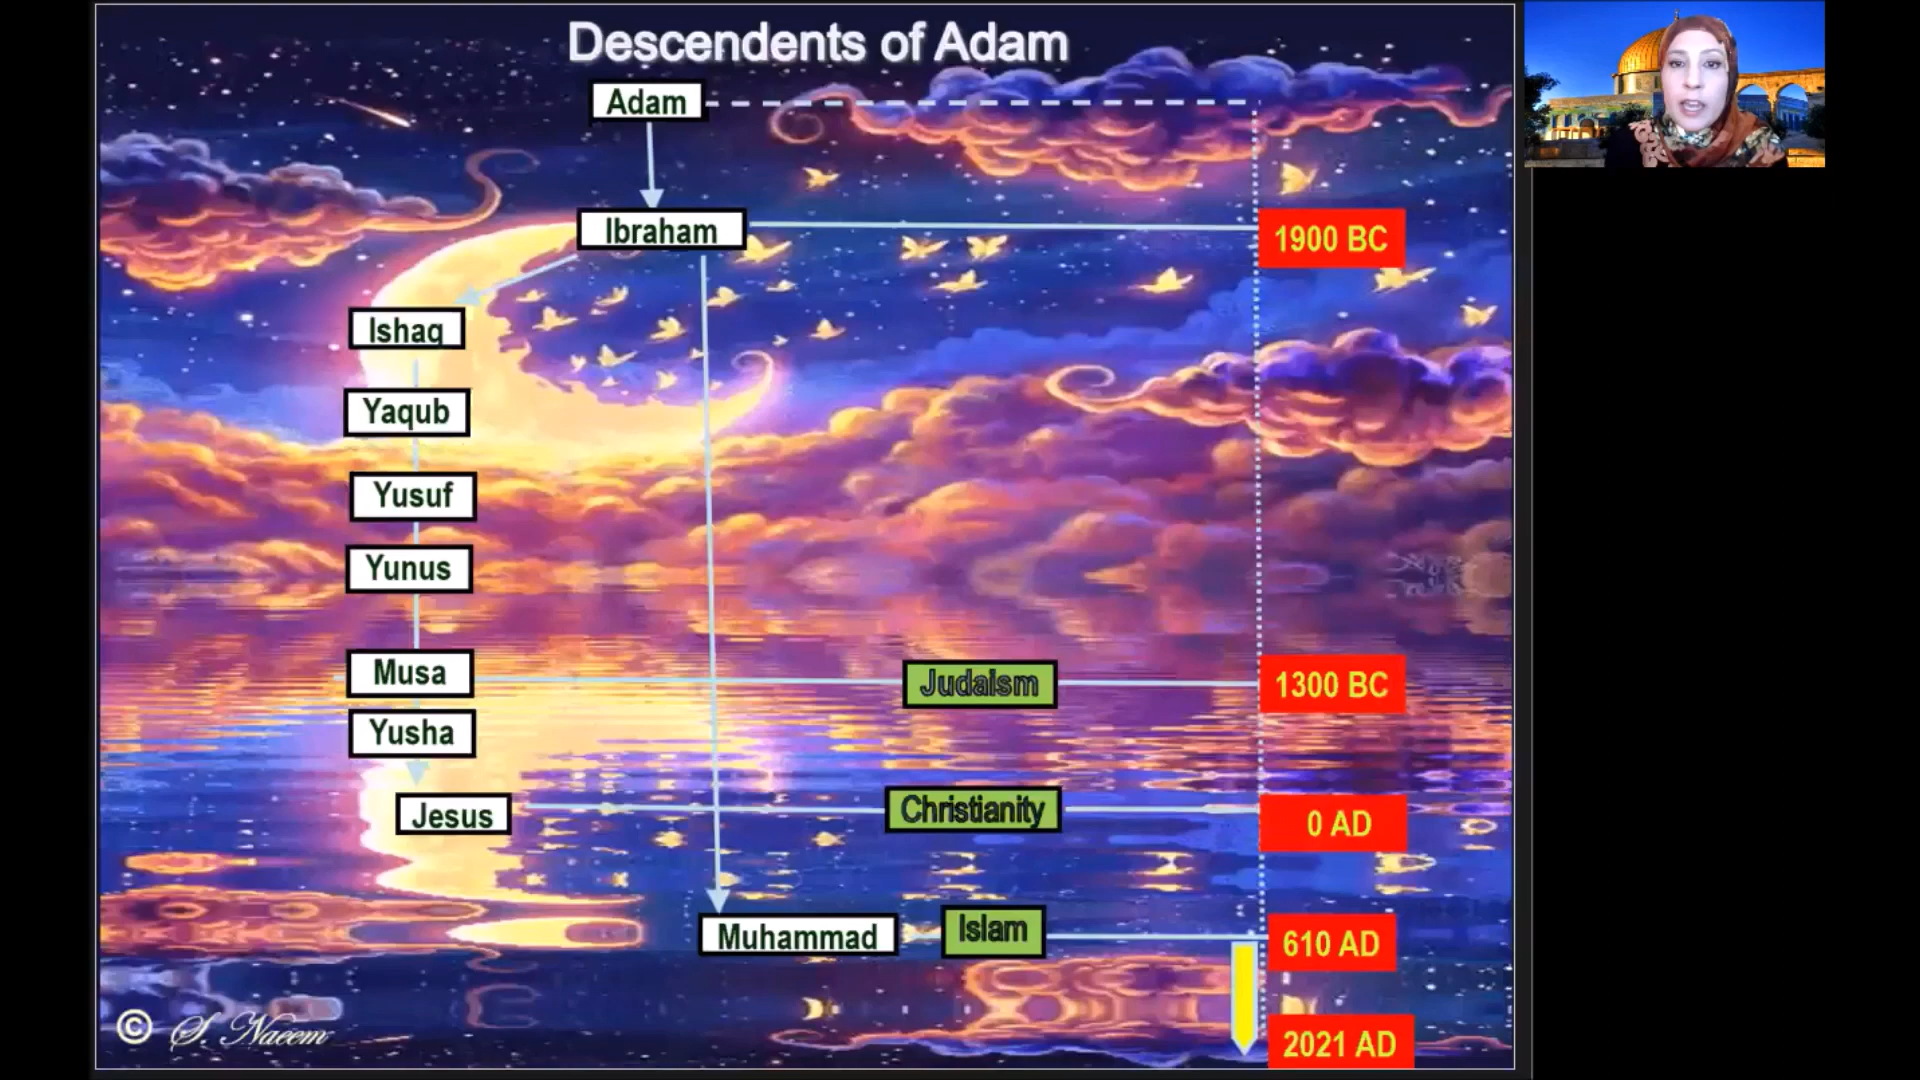 Descendents of Adam
Adam
Ibraham
1900 BC
Ishaq
Yaqub
Yusuf
Yunus
Musa
Judaism
1300 BC
Yusha
Jesus
Christianity
0 AD
Muhammad
Islam
610 AD
© S. Naeem
2021 AD